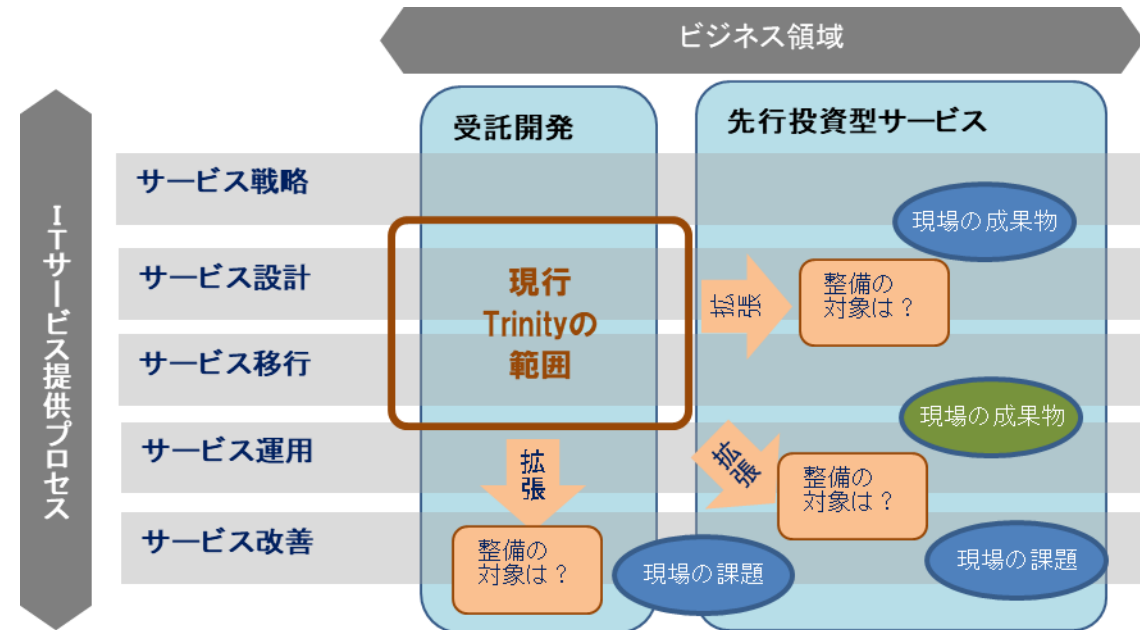 ビジネス領域
ITサービス提供プロセス
受託開発
先行投資型サービス
サービス戦略
現場の成果物
サービス設計
現行
Trinityの
範囲
拡張
整備の
対象は？
サービス移行
現場の成果物
サービス運用
拡張
拡張
整備の
対象は？
サービス改善
整備の
対象は？
現場の課題
現場の課題